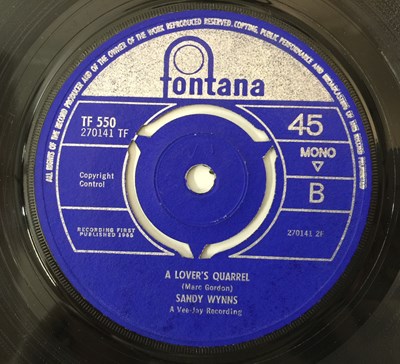 ALL RIGHTS OF THE RECORD PRODUCER AND OF THE OWNER OF THE WORK REPRODUCED RESERVED. COPYING, PUBLIC PERFORMANCE AND BROADCASTING OF THIS RECORD PROHIBITED
fontana
TF 550
270141 TF
45
MONO
B
Copyright
Control
RECORDING FIRST
PUBLISHED 1965
270141 2F
A LOVER'S QUARREL
(Marc Gordon)
SANDY WYNNS
A Vee-Jay Recording